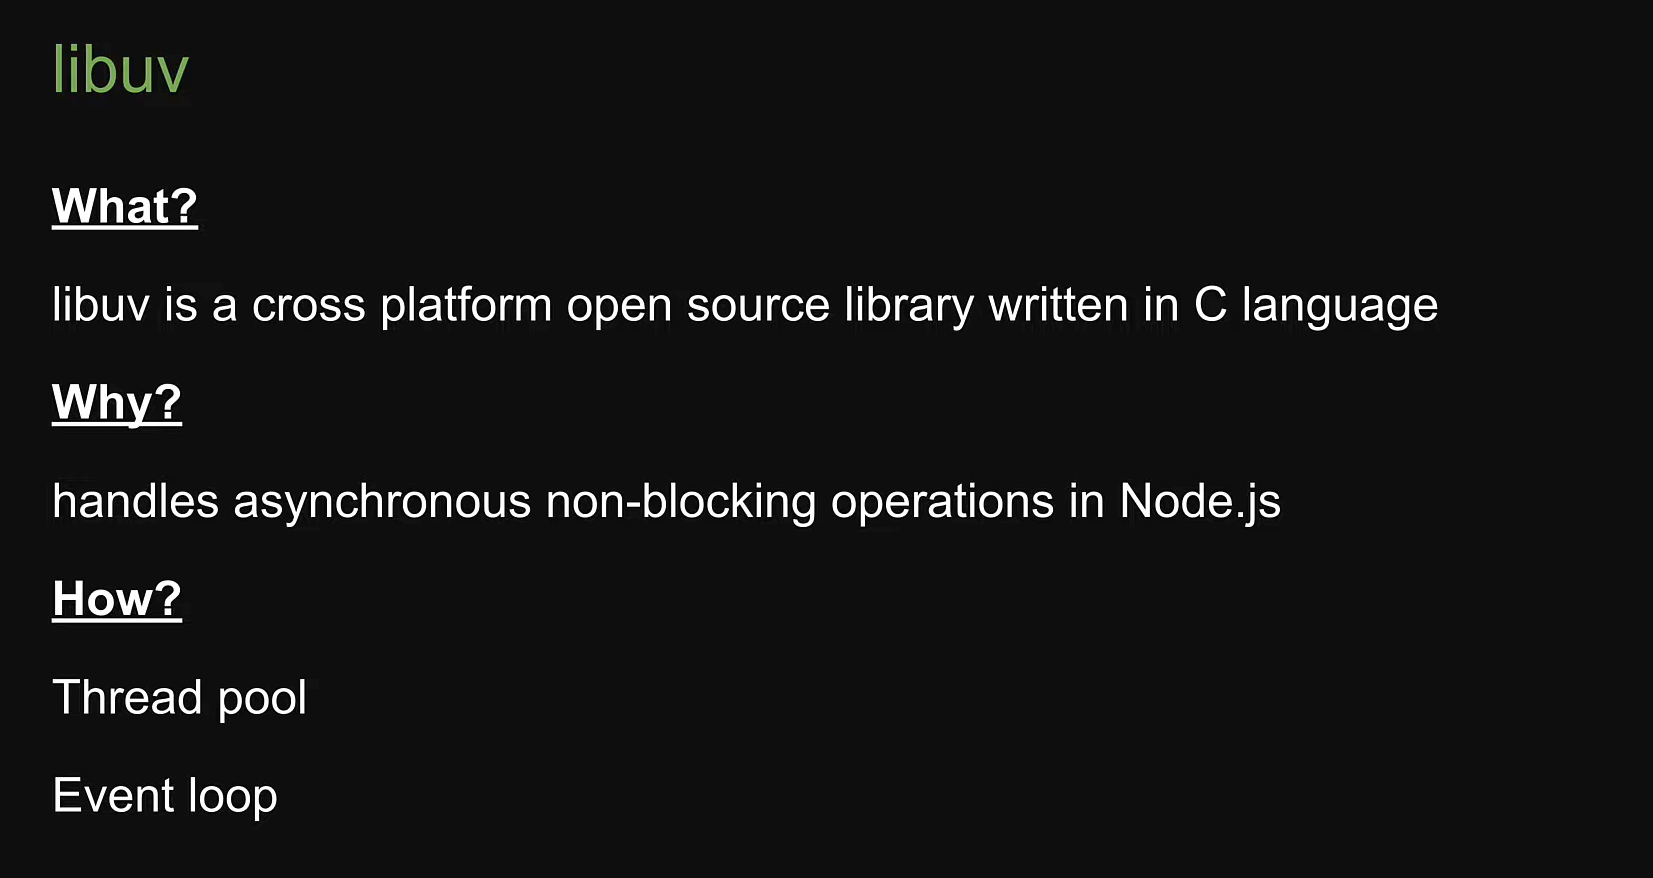 libuv
What?
libuv is a cross platform open source library written in C language
Why?
handles asynchronous non-blocking operations in Node.js
How?
Thread pool
Event loop